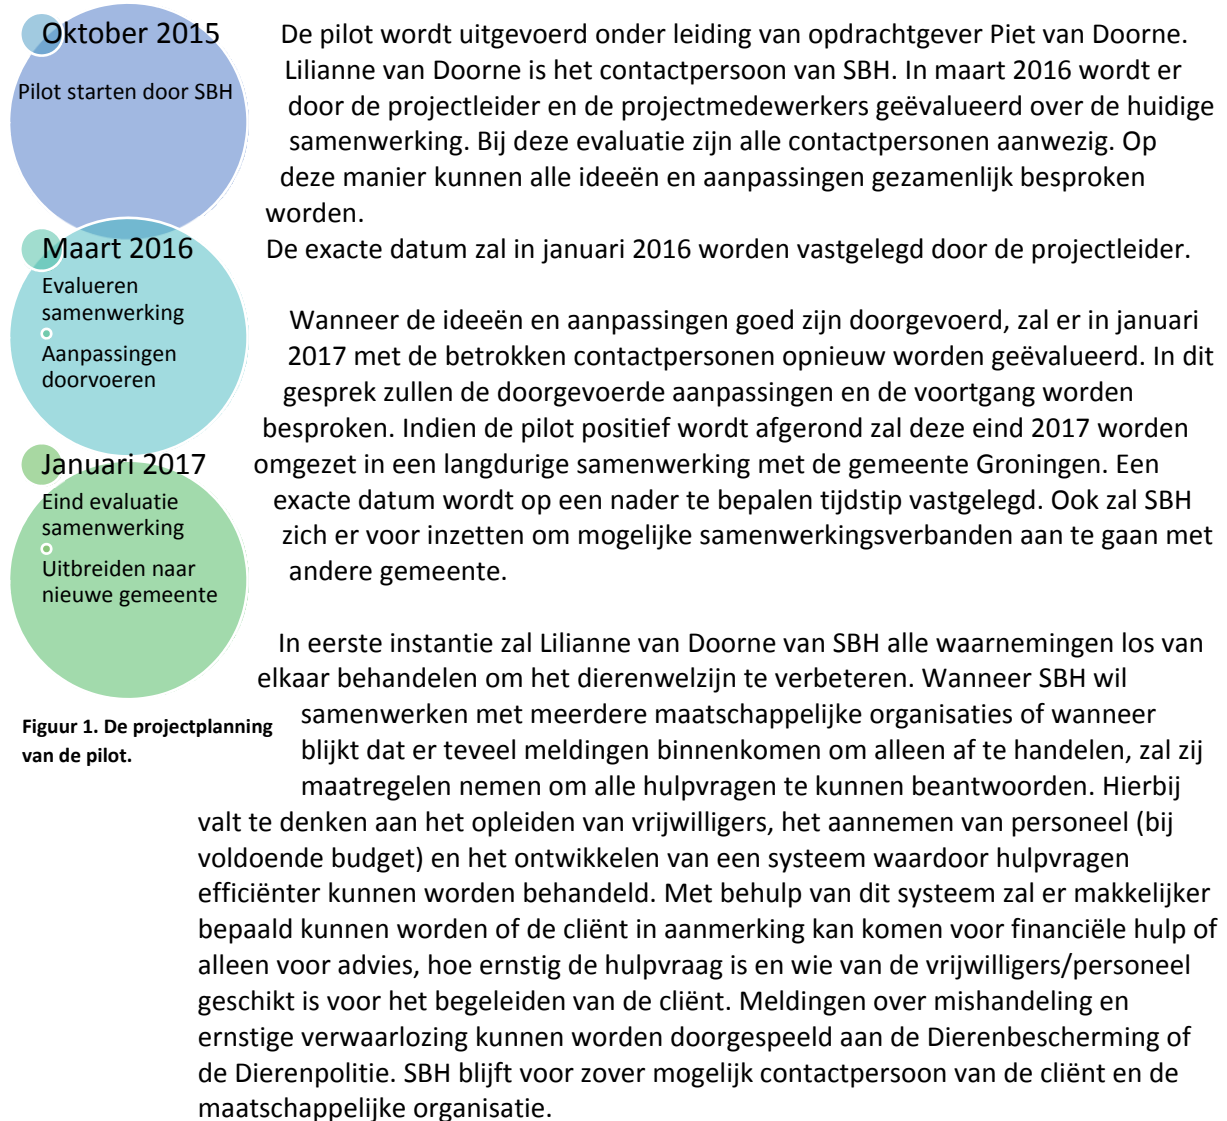 Oktober 2015
Pilot starten door SBH
Maart 2016
Evalueren
samenwerking
Aanpassingen
doorvoeren
Januari 2017
Eind evaluatie
samenwerking
Uitbreiden naar
nieuwe gemeente
Figuur 1. De projectplanning
van de pilot.
De pilot wordt uitgevoerd onder leiding van opdrachtgever Piet van Doorne.
Lilianne van Doorne is het contactpersoon van SBH. In maart 2016 wordt er
door de projectleider en de projectmedewerkers geëvalueerd over de huidige
samenwerking. Bij deze evaluatie zijn alle contactpersonen aanwezig. Op
deze manier kunnen alle ideeën en aanpassingen gezamenlijk besproken
worden.
De exacte datum zal in januari 2016 worden vastgelegd door de projectleider.
Wanneer de ideeën en aanpassingen goed zijn doorgevoerd, zal er in januari
2017 met de betrokken contactpersonen opnieuw worden geëvalueerd. In dit
gesprek zullen de doorgevoerde aanpassingen en de voortgang worden
besproken. Indien de pilot positief wordt afgerond zal deze eind 2017 worden
omgezet in een langdurige samenwerking met de gemeente Groningen. Een
exacte datum wordt op een nader te bepalen tijdstip vastgelegd. Ook zal SBH
zich er voor inzetten om mogelijke samenwerkingsverbanden aan te gaan met
andere gemeente.
In eerste instantie zal Lilianne van Doorne van SBH alle waarnemingen los van
elkaar behandelen om het dierenwelzijn te verbeteren. Wanneer SBH wil
samenwerken met meerdere maatschappelijke organisaties of wanneer
blijkt dat er teveel meldingen binnenkomen om alleen af te handelen, zal zij
maatregelen nemen om alle hulpvragen te kunnen beantwoorden. Hierbij
valt te denken aan het opleiden van vrijwilligers, het aannemen van personeel (bij
voldoende budget) en het ontwikkelen van een systeem waardoor hulpvragen
efficiënter kunnen worden behandeld. Met behulp van dit systeem zal er makkelijker
bepaald kunnen worden of de cliënt in aanmerking kan komen voor financiële hulp of
alleen voor advies, hoe ernstig de hulpvraag is en wie van de vrijwilligers/personeel
geschikt is voor het begeleiden van de cliënt. Meldingen over mishandeling en
ernstige verwaarlozing kunnen worden doorgespeeld aan de Dierenbescherming of
de Dierenpolitie. SBH blijft voor zover mogelijk contactpersoon van de cliënt en de
maatschappelijke organisatie.